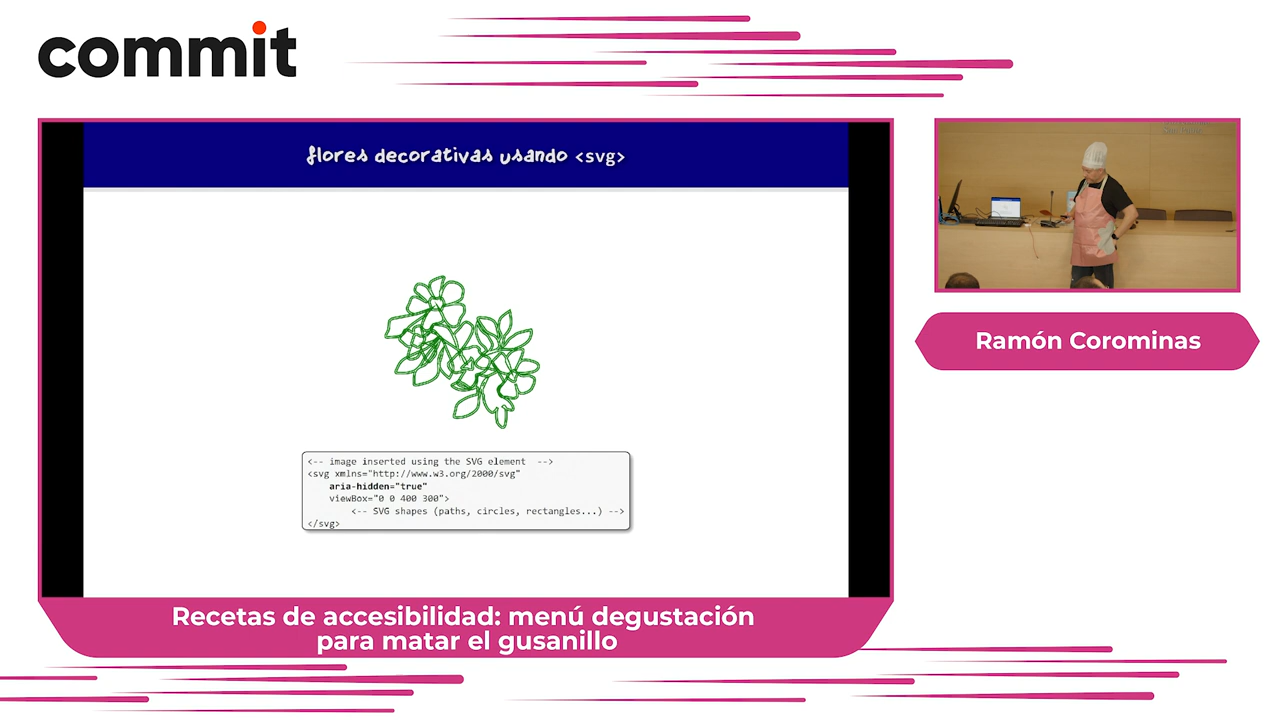 commit
flores decorativas usando <svg>
<-- image inserted using the SVG element -->
<svg xmlns="http://www.w3.org/2000/svg"
aria-hidden="true"
viewBox="0 0 400 300">
<-- SVG shapes (paths, circles, rectangles...) -->
</svg>
Recetas de accesibilidad: menú degustación
para matar el gusanillo
Ramón Corominas